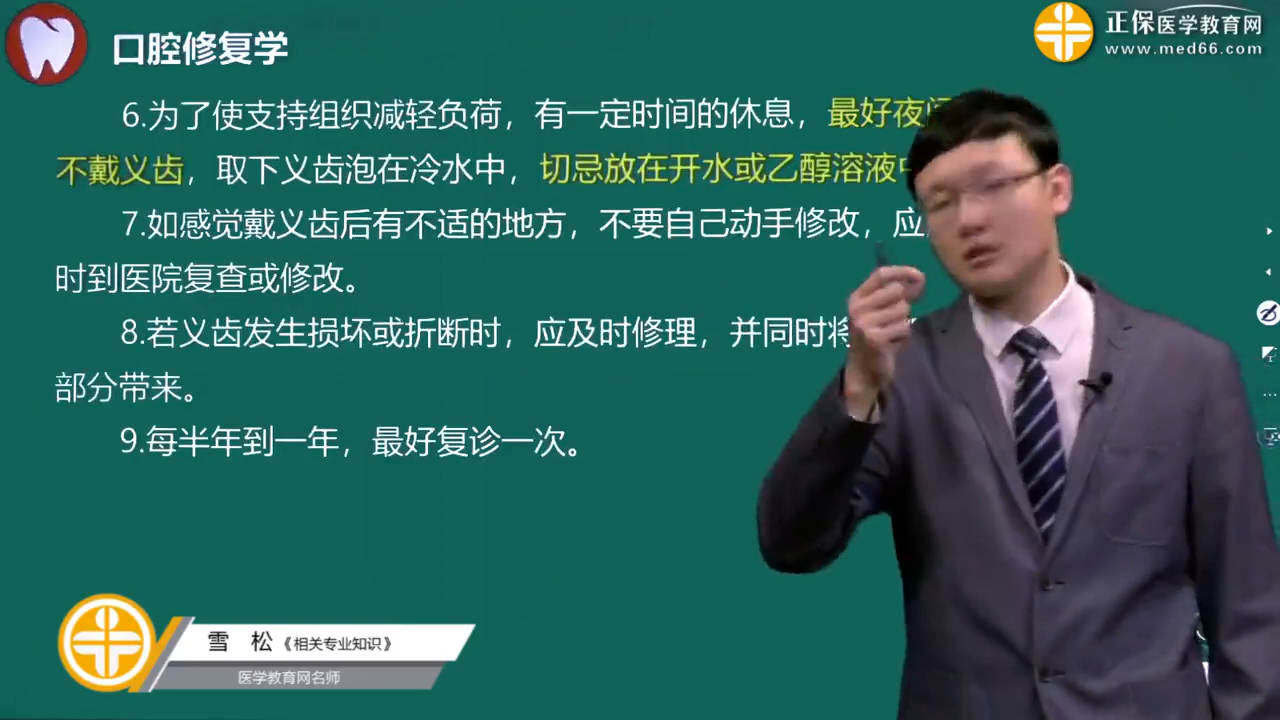 口腔修复学
正保医学教育网
www.med66.com
6.为了使支持组织减轻负荷，有一定时间的休息，最好夜间
不戴义齿，取下义齿泡在冷水中，切忌放在开水或乙醇溶液中
7.如感觉戴义齿后有不适的地方，不要自己动手修改，应
时到医院复查或修改。
8.若义齿发生损坏或折断时，应及时修理，并同时将
部分带来。
9.每半年到一年，最好复诊一次。
雪 松《相关专业知识》
医学教育网名师